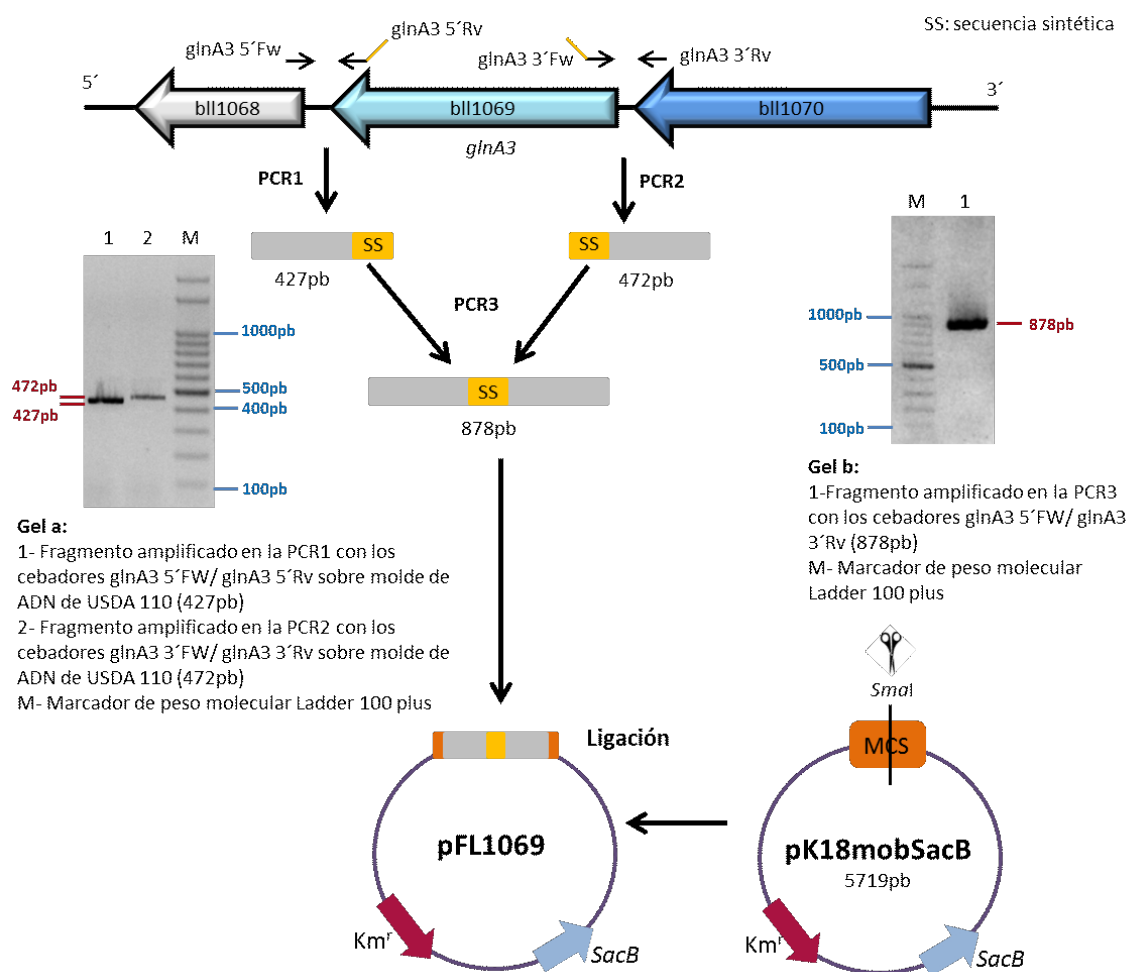 SS: secuencia sintética
glnA3 5´Fw
glnA3 5´Rv
glnA3 3´Fw
glnA3 3´Rv
5´
3´
bll1068
bll1069
bll1070
glnA3
PCR1
PCR2
SS
427pb
SS
472pb
PCR3
SS
878pb
1 2 M
1000pb
500pb
400pb
100pb
472pb
427pb
M 1
1000pb
500pb
100pb
878pb
Gel a:
1- Fragmento amplificado en la PCR1 con los
cebadores glnA3 5´FW/ glnA3 5´Rv sobre molde de
ADN de USDA 110 (427pb)
2- Fragmento amplificado en la PCR2 con los
cebadores glnA3 3´FW/ glnA3 3´Rv sobre molde de
ADN de USDA 110 (472pb)
M- Marcador de peso molecular Ladder 100 plus
Gel b:
1-Fragmento amplificado en la PCR3
con los cebadores glnA3 5´FW/ glnA3
3´Rv (878pb)
M- Marcador de peso molecular
Ladder 100 plus
SmaI
MCS
Ligación
pFL1069
Kmʳ
SacB
pK18mobSacB
5719pb
Kmʳ
SacB